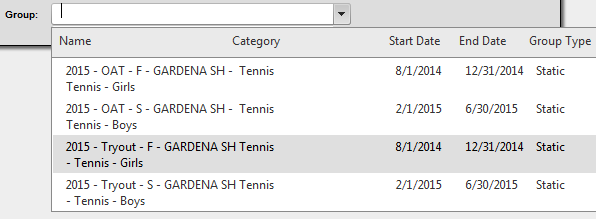 Group:
Name Category Start Date End Date Group Type
2015 - OAT - F - GARDENA SH - Tennis 8/1/2014 12/31/2014 Static
Tennis - Girls
2015 - OAT - S - GARDENA SH - Tennis 2/1/2015 6/30/2015 Static
Tennis - Boys
2015 - Tryout - F - GARDENA SH Tennis 8/1/2014 12/31/2014 Static
- Tennis - Girls
2015 - Tryout - S - GARDENA SH Tennis 2/1/2015 6/30/2015 Static
- Tennis - Boys